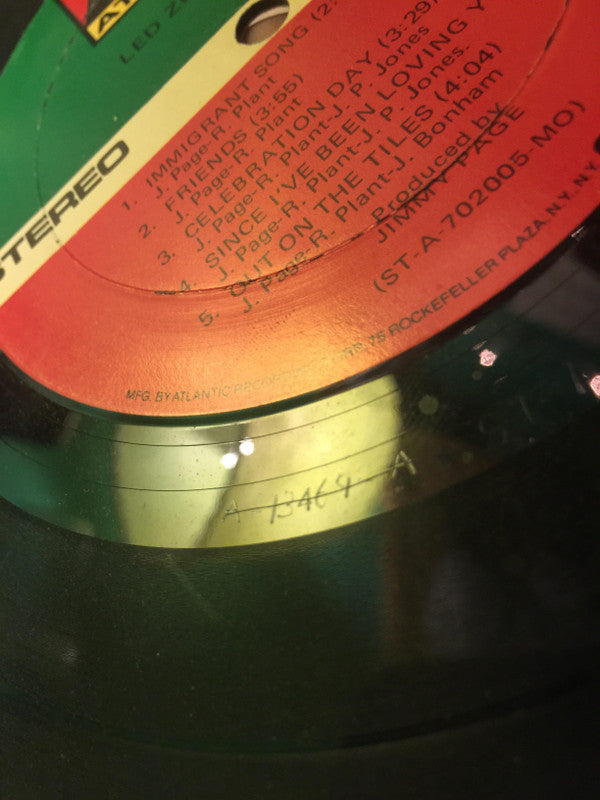 LED
STEREO
1. IMMIGRANT SONG (2:
J. Page-R. Plant
2. FRIENDS (3:55)
J. Page-R. Plant
3. CELEBRATION DAY (3:29)
J. Page-R. Plant-J. P. Jones
4. SINCE I'VE BEEN LOVING
J. Page-R. Plant-J. P. Jones.
5. OUT ON THE TILES (4:04)
J. Page-R. Plant-J. Bonham
Produced by
JIMMY PAGE
(ST-A-702005-MO)
MFG. BY ATLANTIC 75 ROCKEFELLER PLAZA, N.Y. NY
A-13469-A